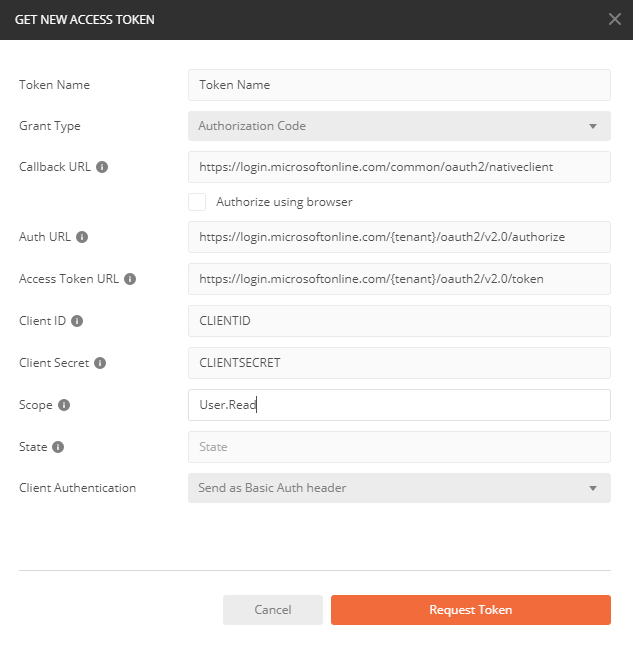 GET NEW ACCESS TOKEN
Token Name Token Name
Grant Type Authorization Code
Callback URL https://login.microsoftonline.com/common/oauth2/nativeclient
Authorize using browser
Auth URL https://login.microsoftonline.com/{tenant}/oauth2/v2.0/authorize
Access Token URL https://login.microsoftonline.com/{tenant}/oauth2/v2.0/token
Client ID CLIENTID
Client Secret CLIENTSECRET
Scope User.Read
State State
Client Authentication Send as Basic Auth header
Cancel Request Token